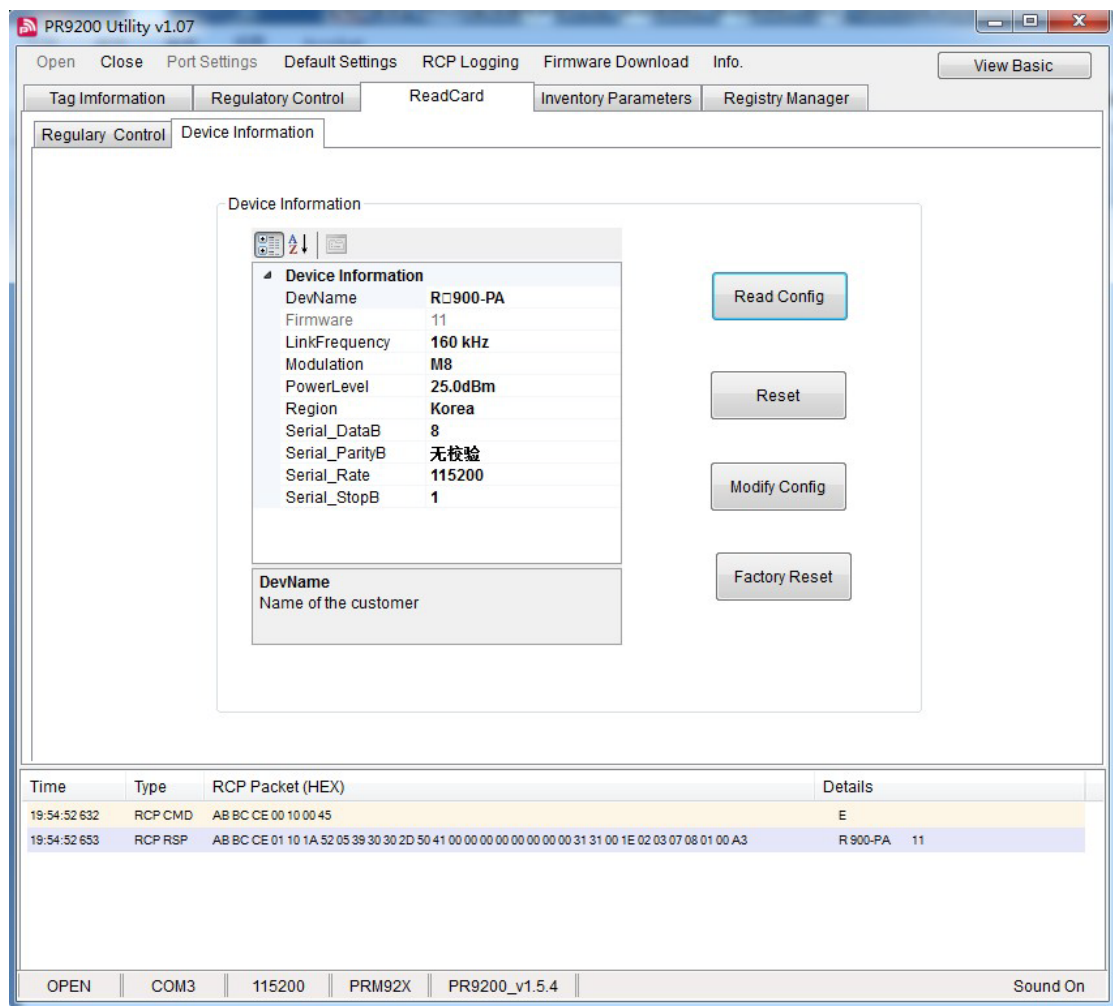 PR9200 Utility v1.07
Open Close Port Settings Default Settings RCP Logging Firmware Download Info. View Basic
Tag Imformation Regulatory Control ReadCard Inventory Parameters Registry Manager
Regulary Control Device Information
Device Information
Device Information
DevName R□900-PA
Firmware 11
LinkFrequency 160 kHz
Modulation M8
PowerLevel 25.0dBm
Region Korea
Serial_DataB 8
Serial_ParityB 无校验
Serial_Rate 115200
Serial_StopB 1
DevName
Name of the customer
Read Config
Reset
Modify Config
Factory Reset
Time Type RCP Packet (HEX) Details
19:54:52 632 RCP CMD AB BC CE 00 10 00 45 E
19:54:52 653 RCP RSP AB BC CE 01 10 1A 52 05 39 30 30 2D 50 41 00 00 00 00 00 00 00 00 00 31 31 00 1E 02 03 07 08 01 00 A3 R 900-PA 11
OPEN COM3 115200 PRM92X PR9200_v1.5.4 Sound On